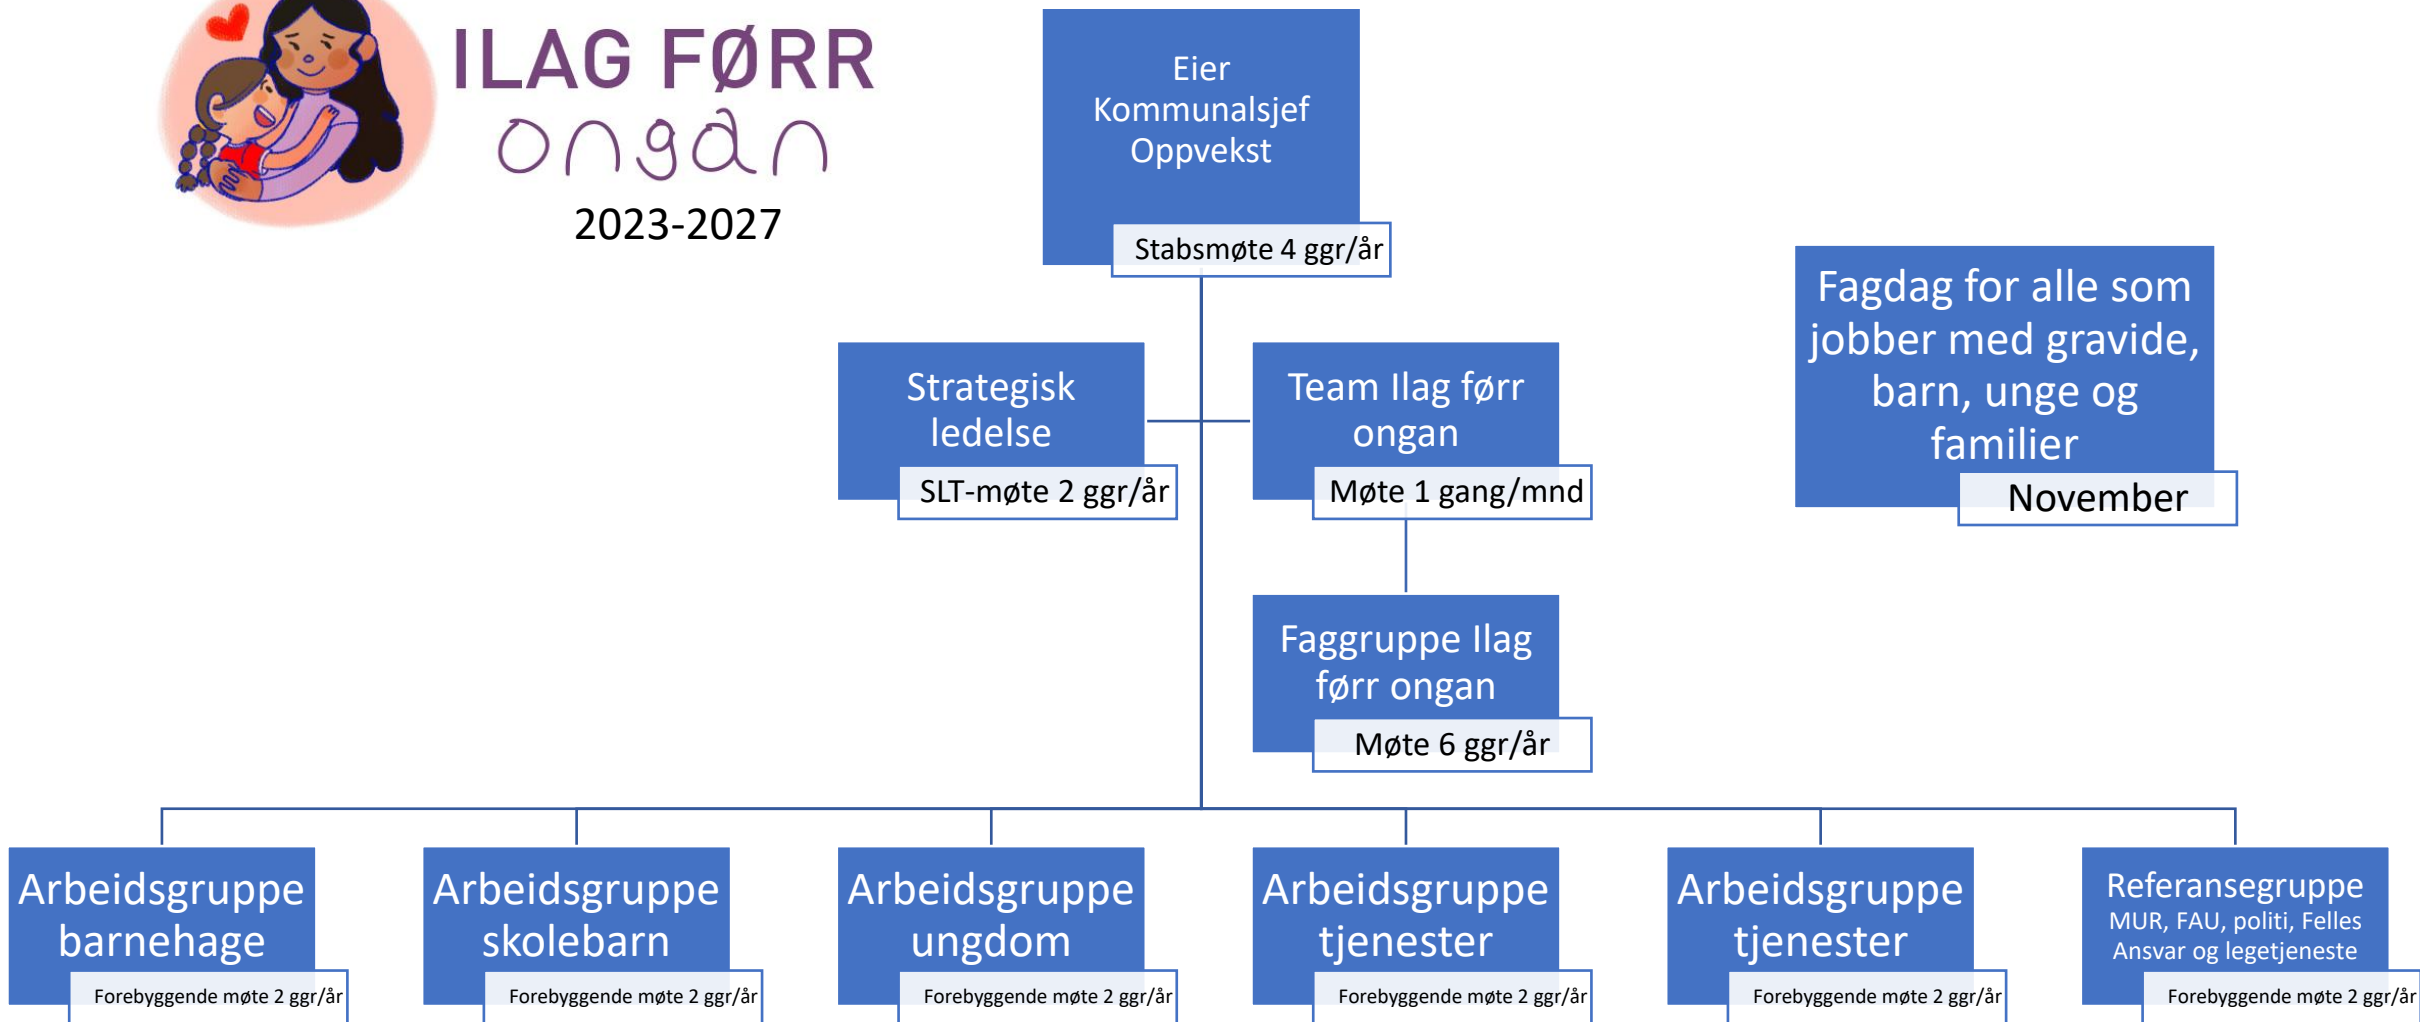 ILAG FØRR
ongan
2023-2027
Eier
Kommunalsjef
Oppvekst
Stabsmøte 4 ggr/år
Fagdag for alle som
jobber med gravide,
barn, unge og
familier
November
Strategisk
ledelse
SLT-møte 2 ggr/år
Team Ilag førr
ongan
Møte 1 gang/mnd
Faggruppe Ilag
førr ongan
Møte 6 ggr/år
Arbeidsgruppe
barnehage
Forebyggende møte 2 ggr/år
Arbeidsgruppe
skolebarn
Forebyggende møte 2 ggr/år
Arbeidsgruppe
ungdom
Forebyggende møte 2 ggr/år
Arbeidsgruppe
tjenester
Forebyggende møte 2 ggr/år
Arbeidsgruppe
tjenester
Forebyggende møte 2 ggr/år
Referansegruppe
MUR, FAU, politi, Felles
Ansvar og legetjeneste
Forebyggende møte 2 ggr/år